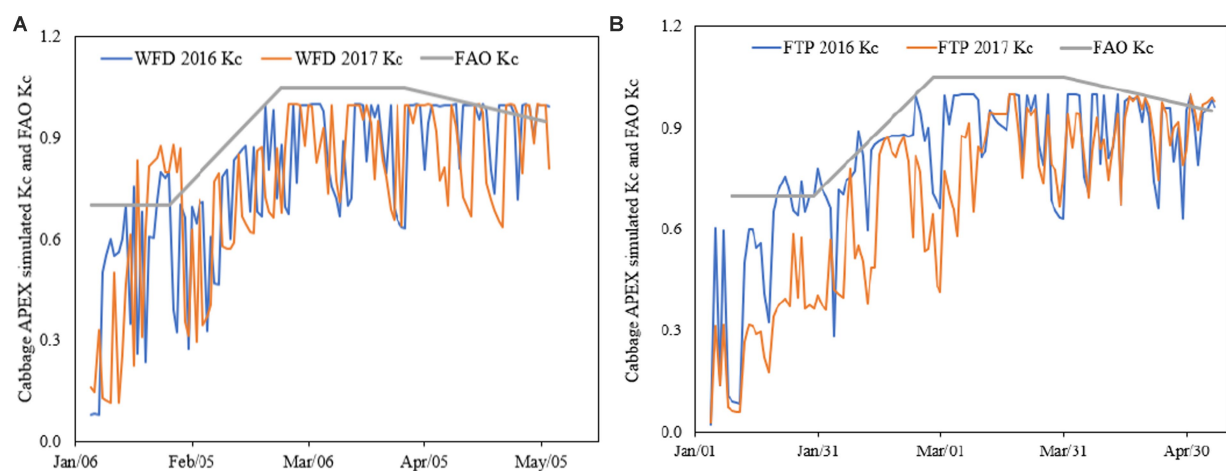 A
Cabbage APEX simulated Kc and FAO Kc
1.2
0.9
0.6
0.3
0.0
WFD 2016 Kc WFD 2017 Kc FAO Kc
Jan/06 Feb/05 Mar/06 Apr/05 May/05
B
Cabbage APEX simulated Kc and FAO Kc
1.2
0.9
0.6
0.3
0.0
FTP 2016 Kc FTP 2017 Kc FAO Kc
Jan/01 Jan/31 Mar/01 Mar/31 Apr/30